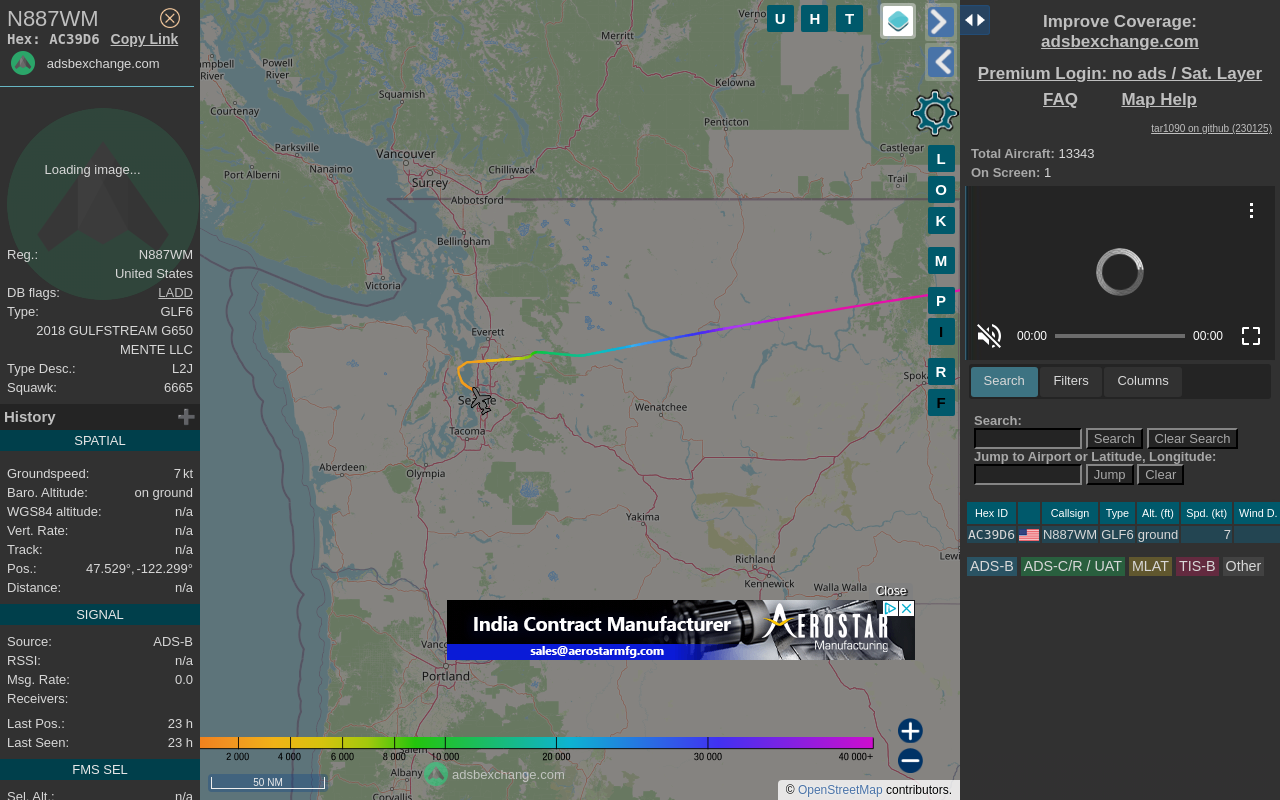 N887WM
Hex: AC39D6 Copy Link
adsbexchange.com
Loading image...
Reg.: N887WM
United States
DB flags: LADD
Type: GLF6
2018 GULFSTREAM G650
MENTE LLC
Type Desc.: L2J
Squawk: 6665
History
SPATIAL
Groundspeed: 7 kt
Baro. Altitude: on ground
WGS84 altitude: n/a
Vert. Rate: n/a
Track: n/a
Pos.: 47.529°, -122.299°
Distance: n/a
SIGNAL
Source: ADS-B
RSSI: n/a
Msg. Rate: 0.0
Receivers:
Last Pos.: 23 h
Last Seen: 23 h
FMS SEL
Sel. Alt.: n/a
U H T
Merritt
Campbell
River
Powell
River
Squamish
Kelowna
Courtenay
Penticton
Parksville
Vancouver
Castlegar
Port Alberni
Nanaimo
Surrey
Chilliwack
Trail
Abbotsford
Bellingham
Victoria
Everett
Seattle
Wenatchee
Tacoma
Aberdeen
Olympia
Yakima
Richland
Kennewick
Walla Walla
Portland
Salem
Albany
Corvallis
L
O
K
M
P
I
R
F
Close
India Contract Manufacturer
sales@aerostarmfg.com
AEROSTAR
Manufacturing
2 000 4 000 6 000 8 000 10 000 20 000 30 000 40 000+
adsbexchange.com
50 NM
© OpenStreetMap contributors.
Improve Coverage:
adsbexchange.com
Premium Login: no ads / Sat. Layer
FAQ Map Help
tar1090 on github (230125)
Total Aircraft: 13343
On Screen: 1
00:00 00:00
Search Filters Columns
Search:
Search Clear Search
Jump to Airport or Latitude, Longitude:
Jump Clear
Hex ID Callsign Type Alt. (ft) Spd. (kt) Wind D.
AC39D6 N887WM GLF6 ground 7
ADS-B ADS-C/R / UAT MLAT TIS-B Other